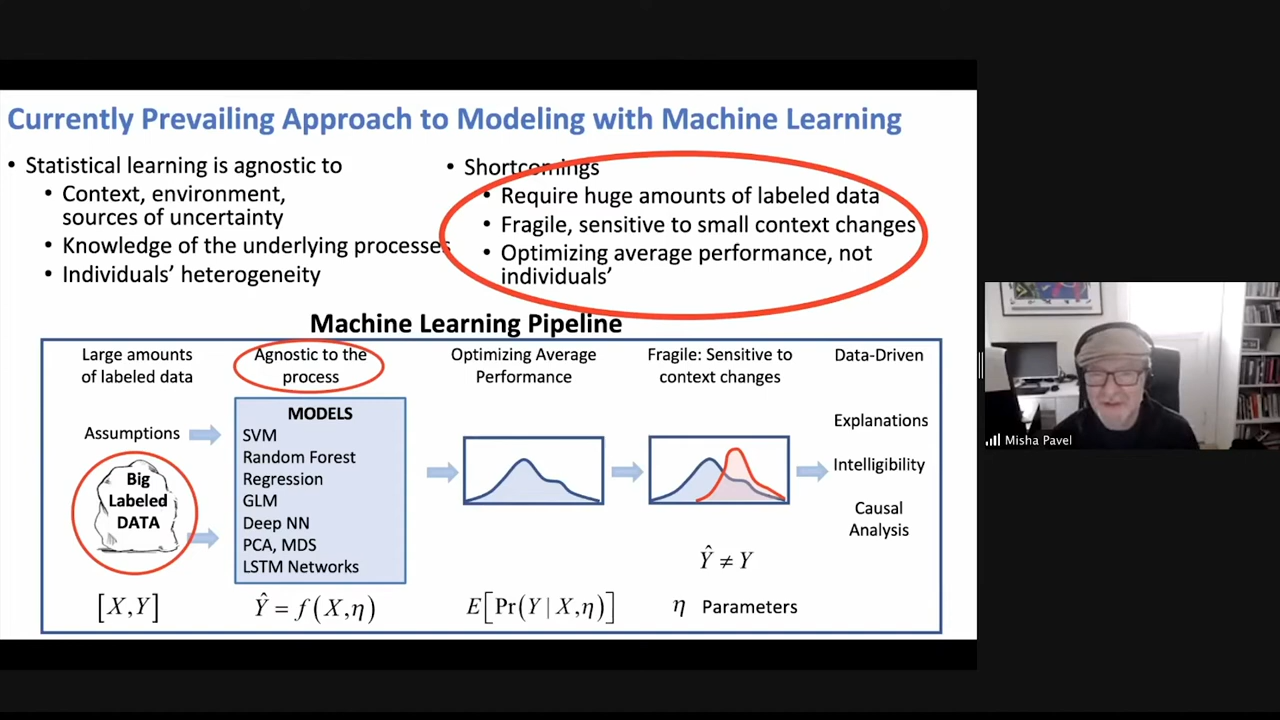 Currently Prevailing Approach to Modeling with Machine Learning
• Statistical learning is agnostic to
• Context, environment,
sources of uncertainty
• Knowledge of the underlying processes
• Individuals’ heterogeneity
• Shortcomings
• Require huge amounts of labeled data
• Fragile, sensitive to small context changes
• Optimizing average performance, not
individuals’
Machine Learning Pipeline
Large amounts
of labeled data
Assumptions
Big
Labeled
DATA
[X,Y]
Agnostic to the
process
MODELS
SVM
Random Forest
Regression
GLM
Deep NN
PCA, MDS
LSTM Networks
Ŷ = f(X,η)
Optimizing Average
Performance
E[Pr(Y|X,η)]
Fragile: Sensitive to
context changes
Ŷ ≠ Y
η Parameters
Data-Driven
Explanations
Intelligibility
Causal
Analysis
Misha Pavel